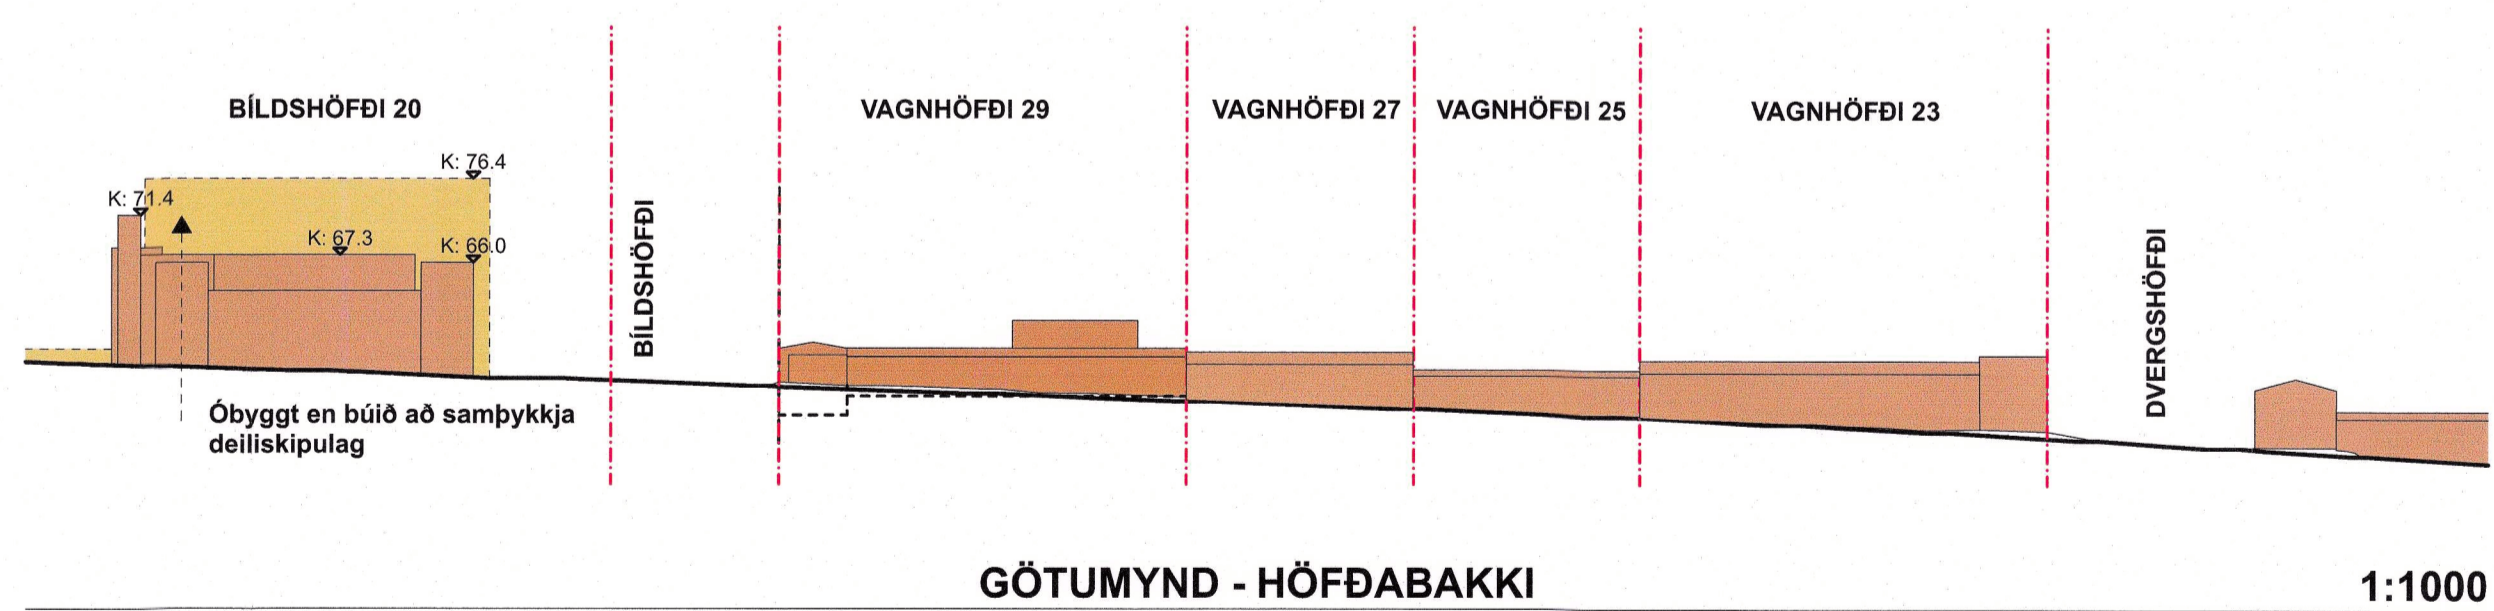 BÍLDSHÖFÐI 20
VAGNHÖFÐI 29
VAGNHÖFÐI 27
VAGNHÖFÐI 25
VAGNHÖFÐI 23
K: 76.4
K: 71.4
K: 67.3
K: 66.0
BÍLDSHÖFÐI
DVERGSHÖFÐI
Óbyggt en búið að samþykkja
deiliskipulag
GÖTUMYND - HÖFÐABAKKI
1:1000